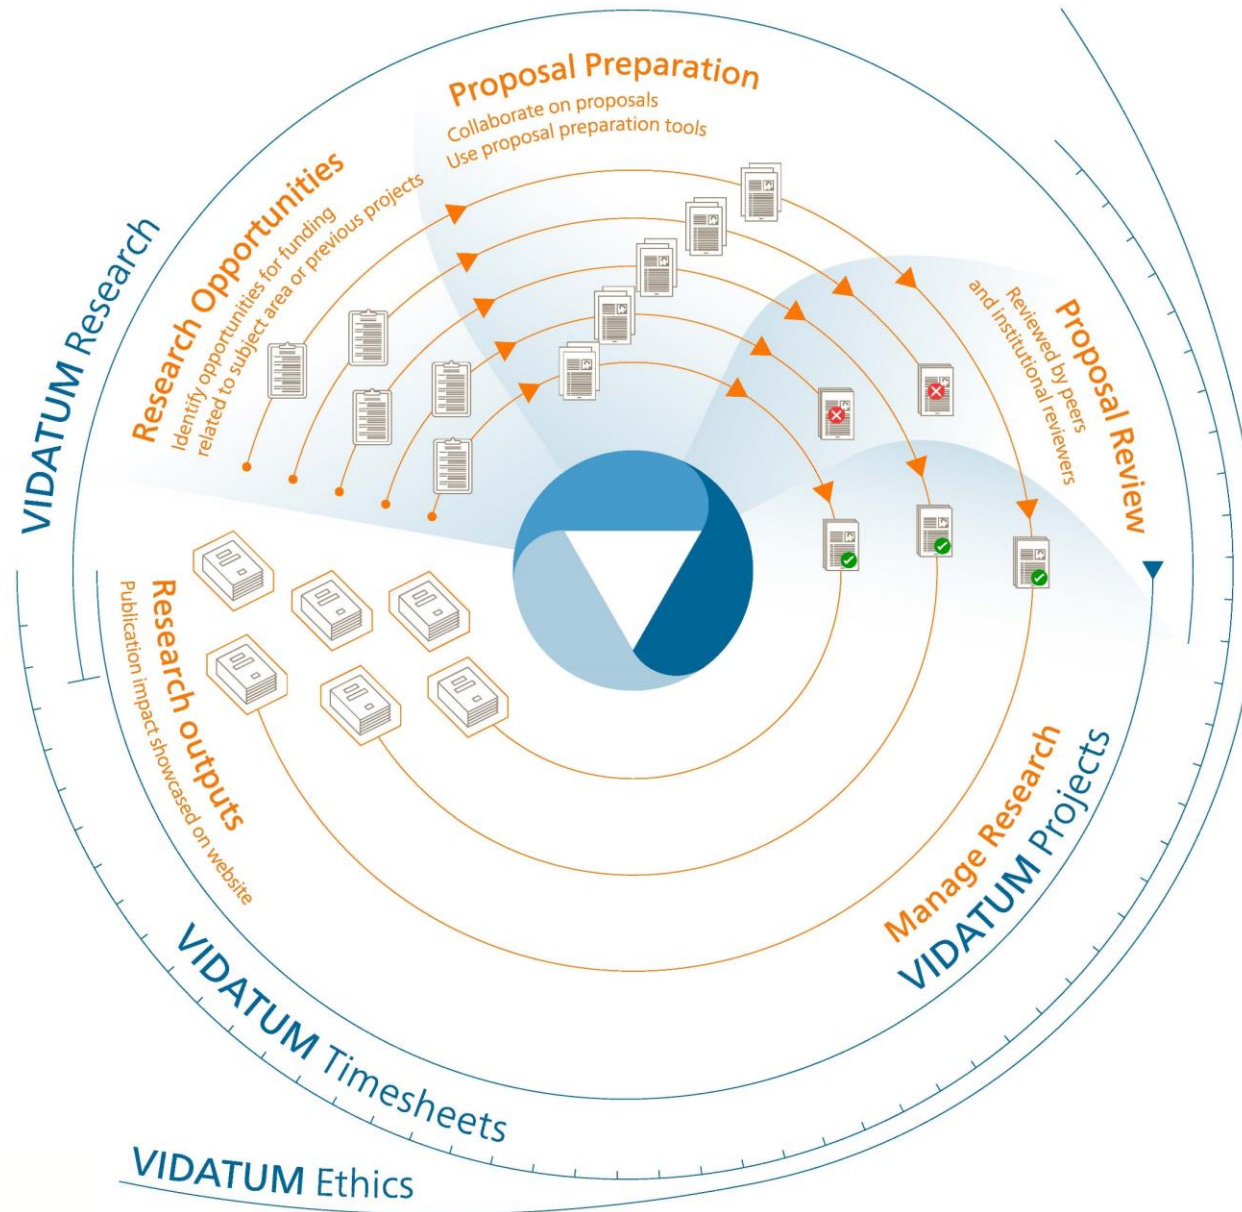 Proposal Preparation
Collaborate on proposals
Use proposal preparation tools
Research Opportunities
Identify opportunities for funding
related to subject area or previous projects
VIDATUM Research
Proposal Review
Reviewed by peers
and institutional reviewers
Research outputs
Publication impact showcased on website
Manage Research
VIDATUM Projects
VIDATUM Timesheets
VIDATUM Ethics